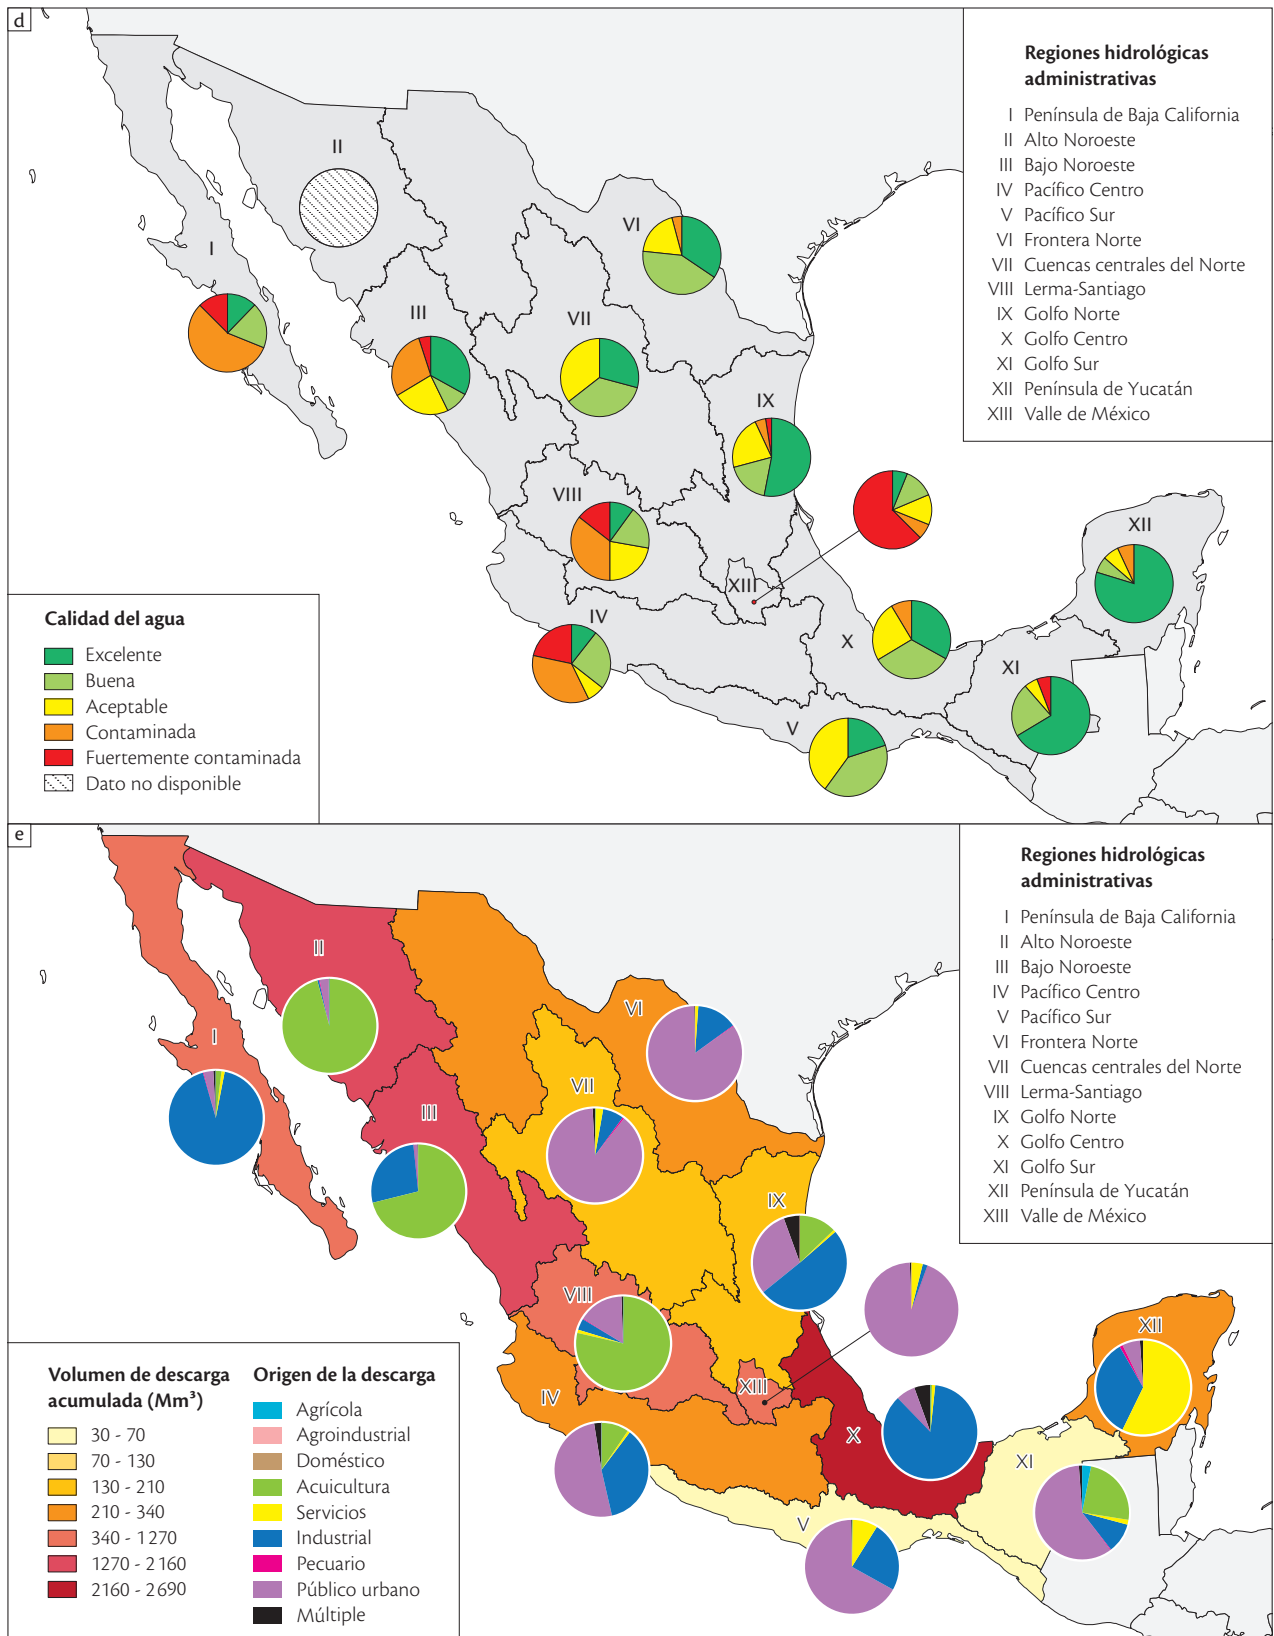 d
Regiones hidrológicas
administrativas
I Península de Baja California
II Alto Noroeste
III Bajo Noroeste
IV Pacífico Centro
V Pacífico Sur
VI Frontera Norte
VII Cuencas centrales del Norte
VIII Lerma-Santiago
IX Golfo Norte
X Golfo Centro
XI Golfo Sur
XII Península de Yucatán
XIII Valle de México
II
VI
I
III
VII
IX
VIII
XII
XIII
IV
X
XI
V
Calidad del agua
Excelente
Buena
Aceptable
Contaminada
Fuertemente contaminada
Dato no disponible
e
Regiones hidrológicas
administrativas
I Península de Baja California
II Alto Noroeste
III Bajo Noroeste
IV Pacífico Centro
V Pacífico Sur
VI Frontera Norte
VII Cuencas centrales del Norte
VIII Lerma-Santiago
IX Golfo Norte
X Golfo Centro
XI Golfo Sur
XII Península de Yucatán
XIII Valle de México
II
VI
I
VII
III
IX
VIII
XII
XIII
IV
X
XI
V
Volumen de descarga
acumulada (Mm³)
30 - 70
70 - 130
130 - 210
210 - 340
340 - 1 270
1270 - 2 160
2160 - 2 690
Origen de la descarga
Agrícola
Agroindustrial
Doméstico
Acuicultura
Servicios
Industrial
Pecuario
Público urbano
Múltiple